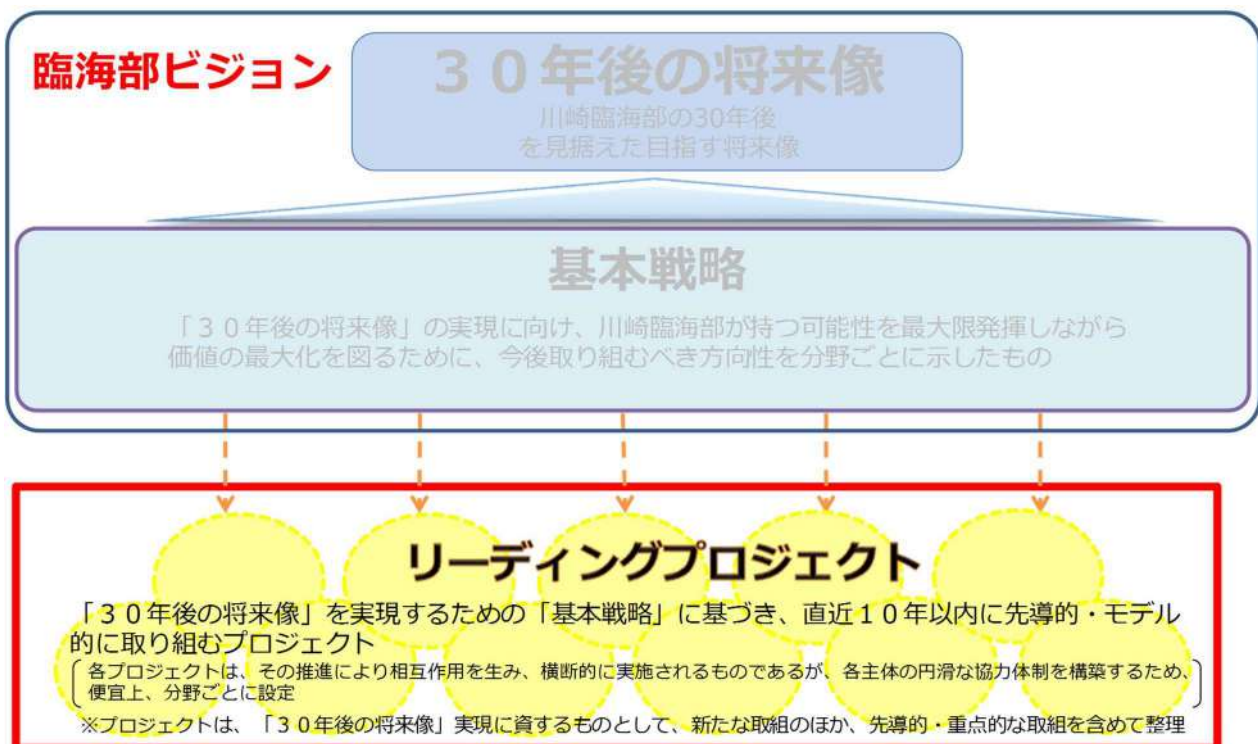 臨海部ビジョン
３０年後の将来像
川崎臨海部の30年後
を見据えた目指す将来像
基本戦略
「３０年後の将来像」の実現に向け、川崎臨海部が持つ可能性を最大限発揮しながら
価値の最大化を図るために、今後取り組むべき方向性を分野ごとに示したもの
リーディングプロジェクト
「３０年後の将来像」を実現するための「基本戦略」に基づき、直近１０年以内に先導的・モデル
的に取り組むプロジェクト
各プロジェクトは、その推進により相互作用を生み、横断的に実施されるものであるが、各主体の円滑な協力体制を構築するため、
便宜上、分野ごとに設定
※プロジェクトは、「３０年後の将来像」実現に資するものとして、新たな取組のほか、先導的・重点的な取組を含めて整理